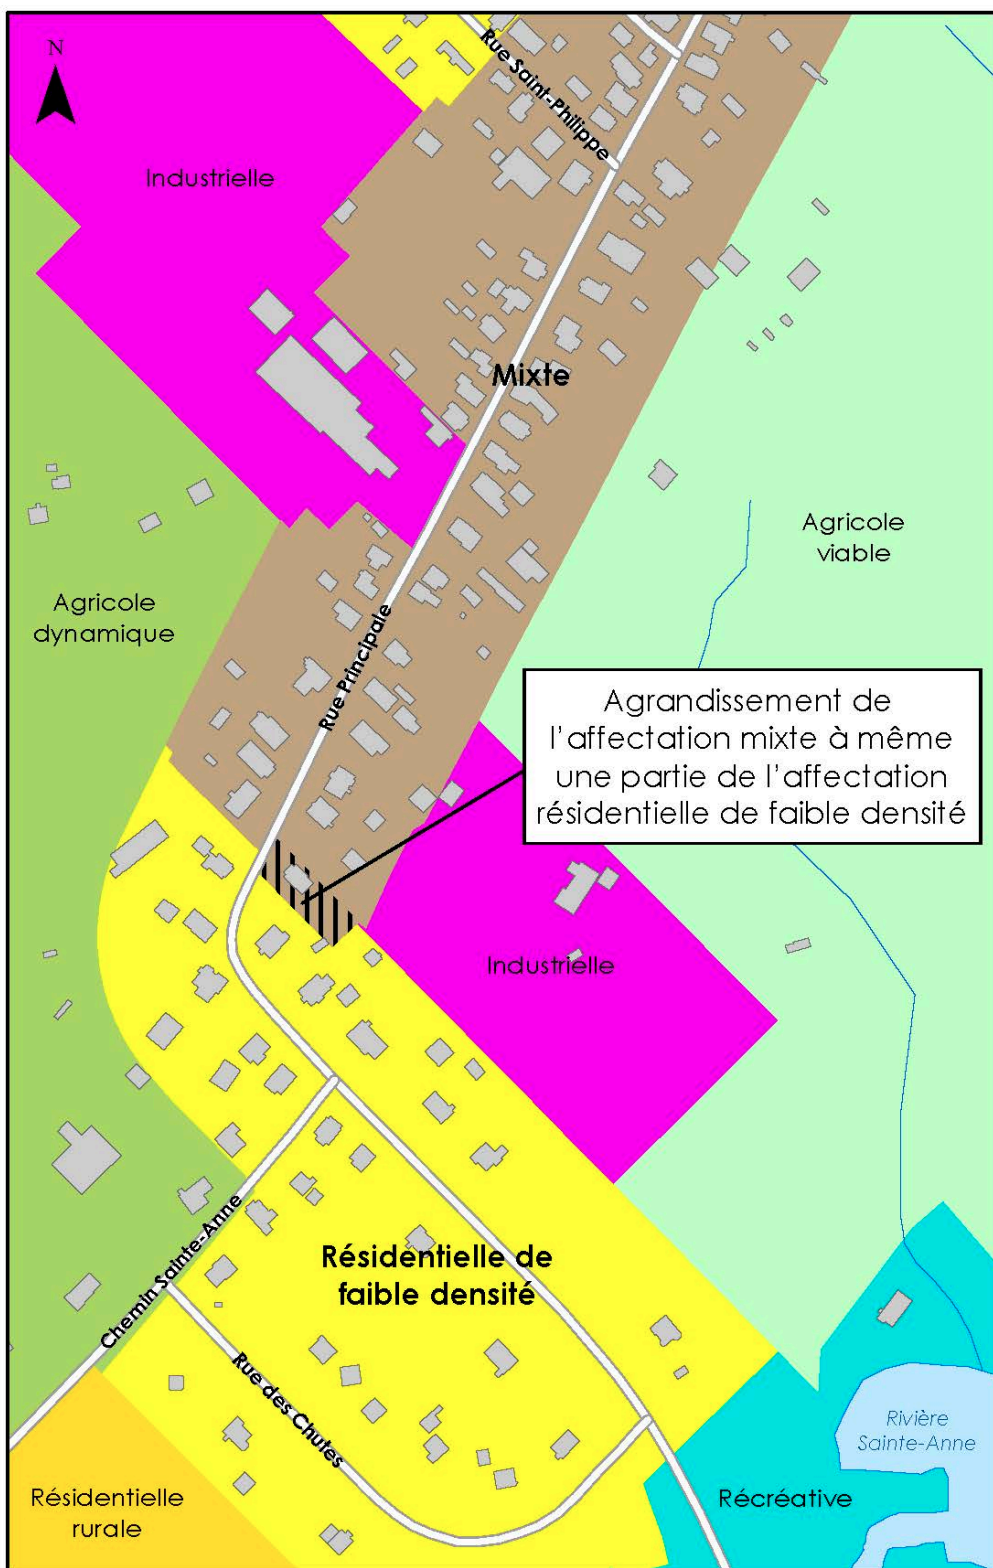 N
Rue Saint-Philippe
Industrielle
Mixte
Agricole
viable
Agricole
dynamique
Rue Principale
Agrandissement de
l'affectation mixte à même
une partie de l'affectation
résidentielle de faible densité
Industrielle
Chemin Sainte-Anne
Résidentielle de
faible densité
Rue des Chutes
Rivière
Sainte-Anne
Résidentielle
rurale
Récréative